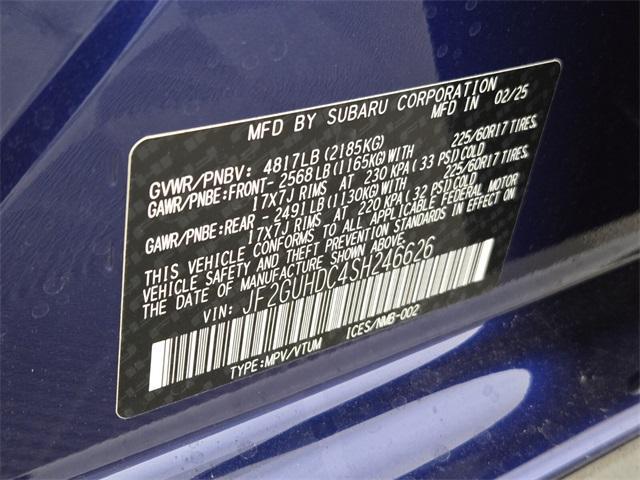 MFD BY SUBARU CORPORATION
MFD IN 02/25
GVWR/PNBV: 4817LB(2185KG)
GAWR/PNBE:FRONT-2568LB(1165KG)WITH 225/60R17 TIRES,
17x7J RIMS AT 230 KPA(33 PSI)COLD
GAWR/PNBE:REAR -2491LB(1130KG)WITH 225/60R17 TIRES,
17x7J RIMS AT 220 KPA(32 PSI)COLD
THIS VEHICLE CONFORMS TO ALL APPLICABLE FEDERAL MOTOR
VEHICLE SAFETY AND THEFT PREVENTION STANDARDS IN EFFECT ON
THE DATE OF MANUFACTURE SHOWN ABOVE.
VIN: JF2GUHDC4SH246626
TYPE:MPV/VTUM ICES/NMB-002